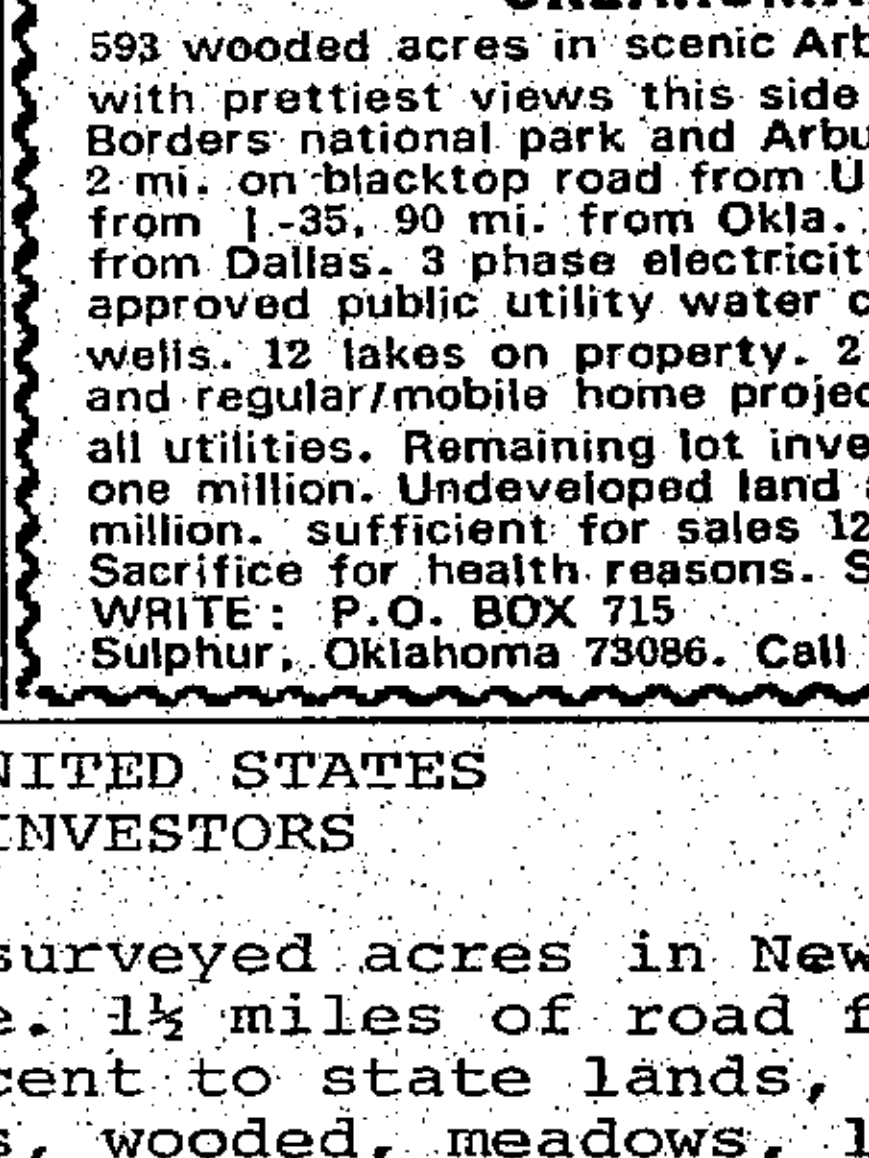 593 wooded acres in scenic Arb
with prettiest views this side
Borders national park and Arbu
2 mi. on blacktop road from U
from I.-35, 90 mi. from Okla.
from Dallas. 3 phase electricit
approved public utility water c
wells. 12 lakes on property. 2
and regular/mobile home projec
all utilities. Remaining lot inve
one million. Undeveloped land
million. sufficient for sales 12
Sacrifice for health reasons. S
WRITE: P.O. BOX 715
Sulphur, Oklahoma 73086. Call
NITED STATES
INVESTORS
surveyed acres in New
e. 1½ miles of road f
cent to state lands,
s, wooded, meadows, l